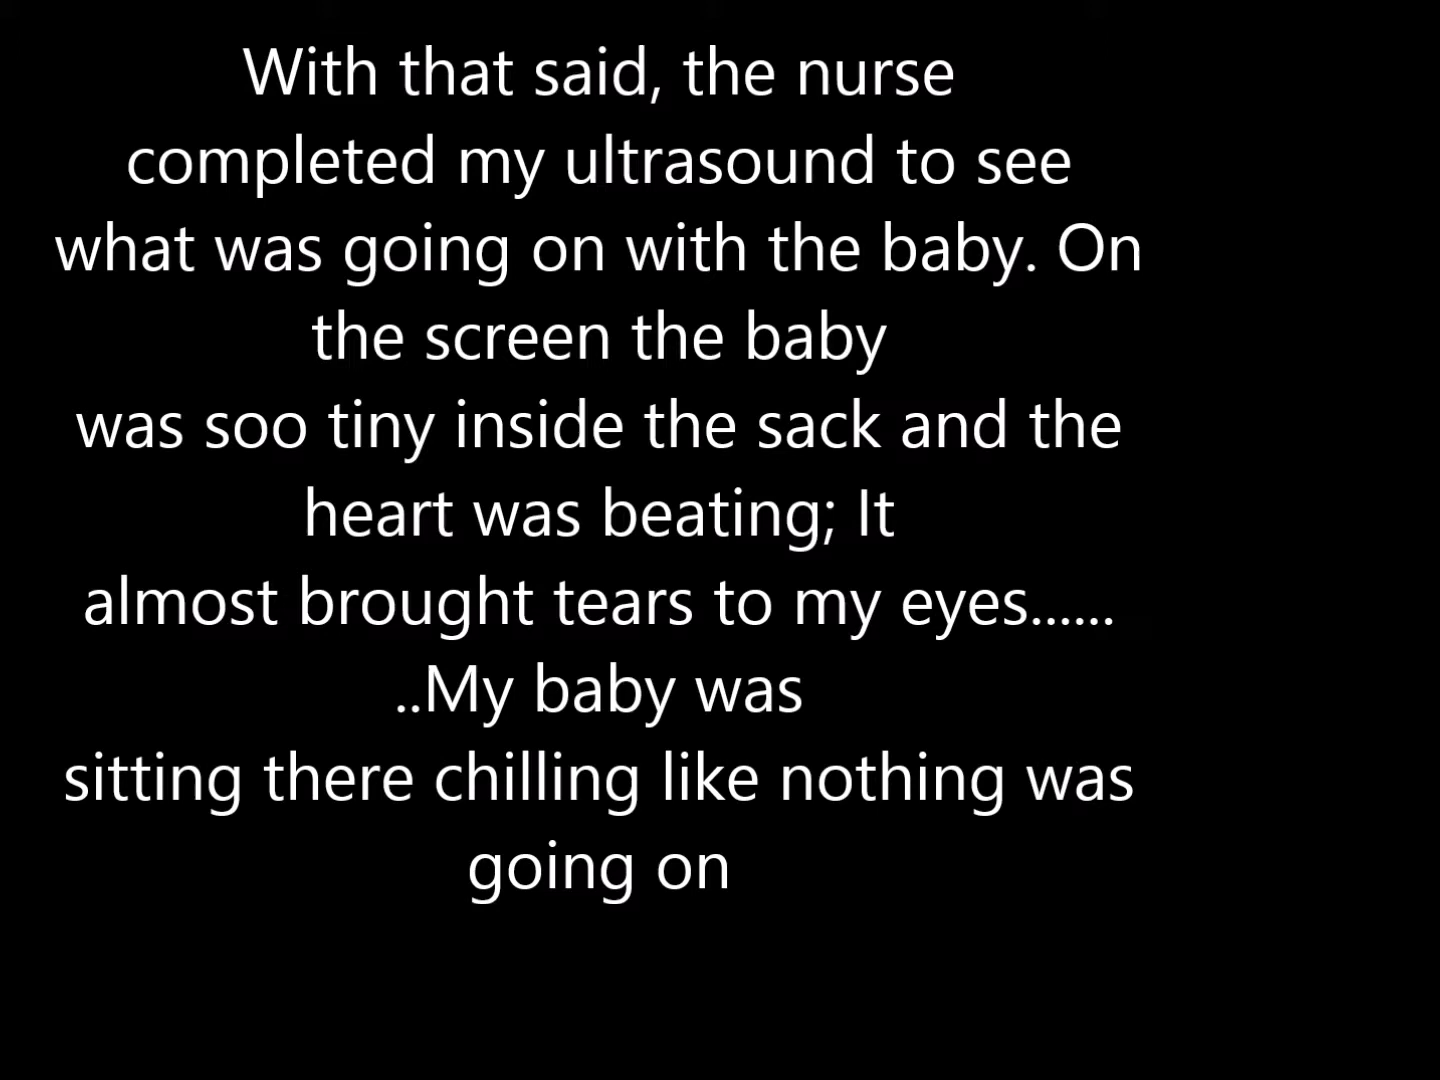 With that said, the nurse
completed my ultrasound to see
what was going on with the baby. On
the screen the baby
was soo tiny inside the sack and the
heart was beating; It
almost brought tears to my eyes......
..My baby was
sitting there chilling like nothing was
going on